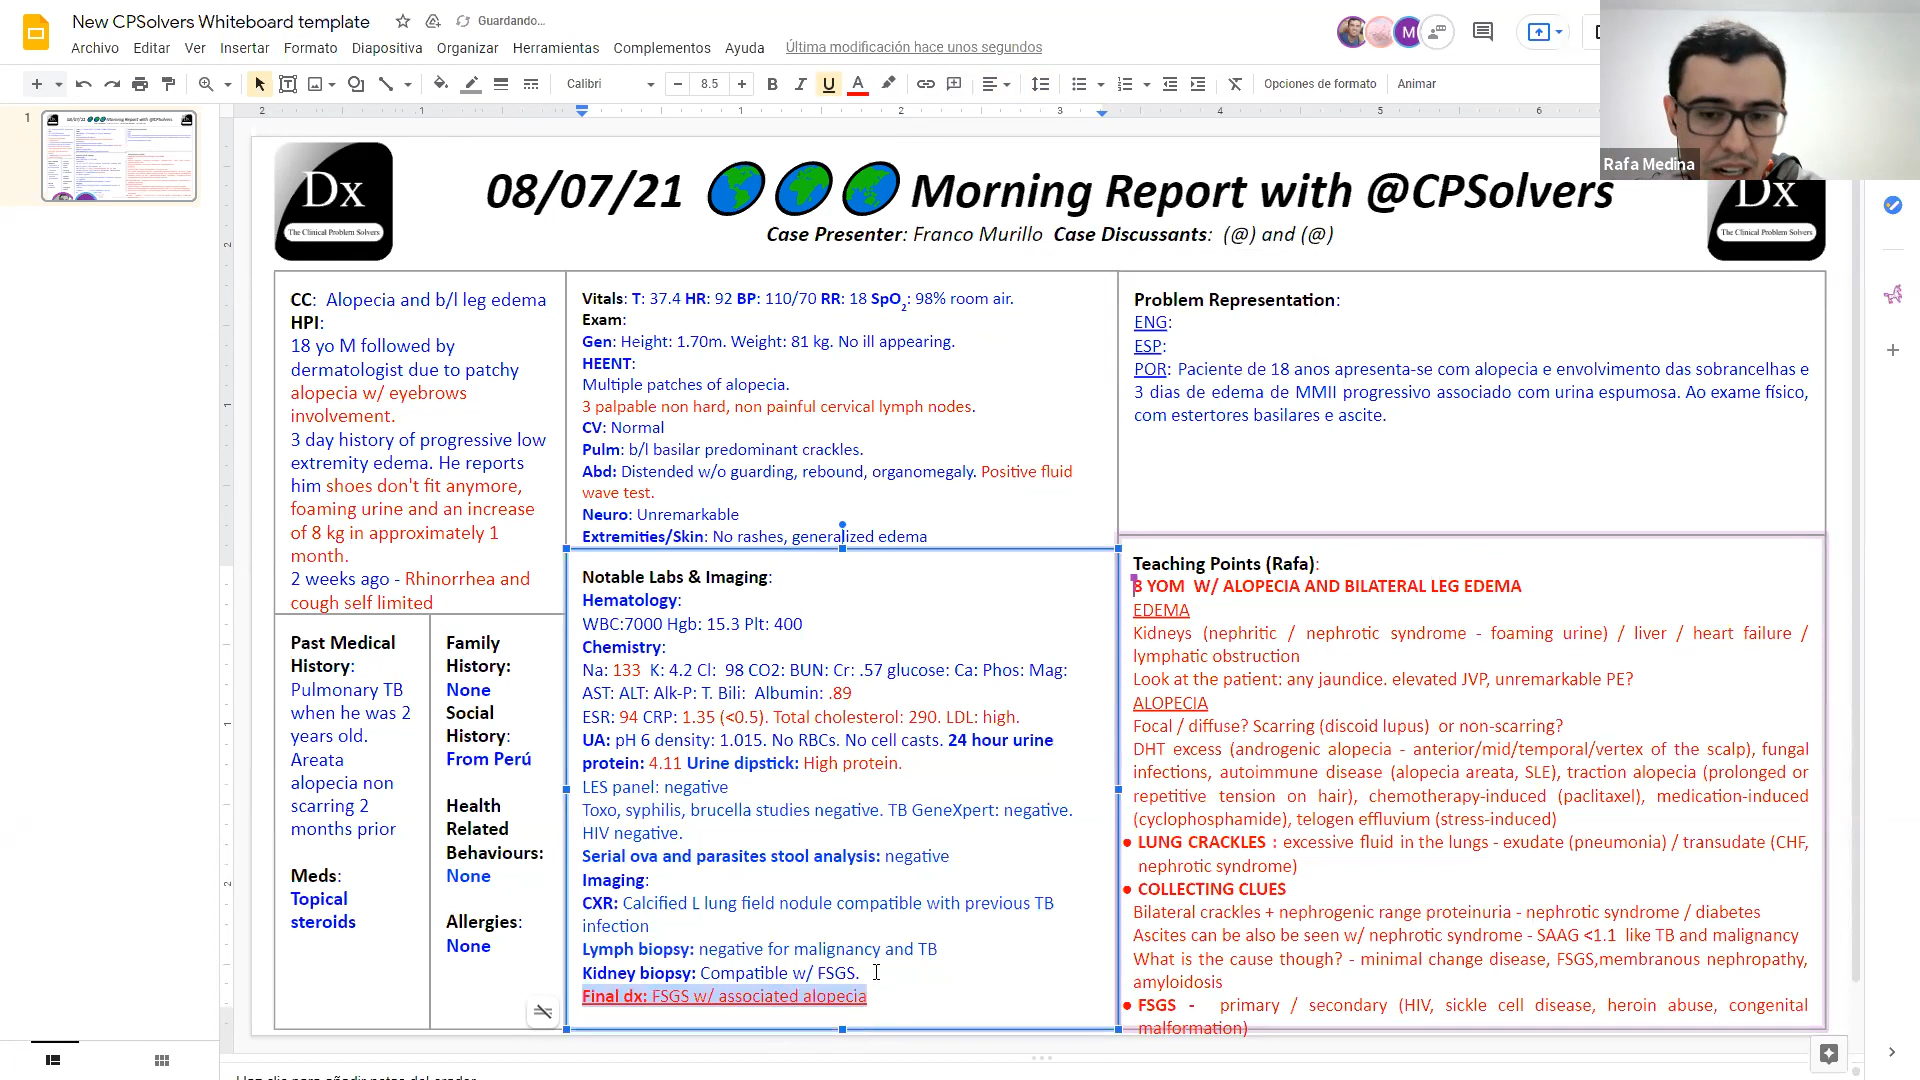 New CPSolvers Whiteboard template
Guardando...
Archivo Editar Ver Insertar Formato Diapositiva Organizar Herramientas Complementos Ayuda Última modificación hace unos segundos
M
Calibri 8.5 B I U A Opciones de formato Animar
Rafa Medina
2 1 1 2 3 4 5 6
1
Dx
The Clinical Problem Solvers
08/07/21 Morning Report with @CPSolvers
Case Presenter: Franco Murillo Case Discussants: (@) and (@)
Dx
The Clinical Problem Solvers
CC: Alopecia and b/l leg edema
HPI:
18 yo M followed by
dermatologist due to patchy
alopecia w/ eyebrows
involvement.
3 day history of progressive low
extremity edema. He reports
him shoes don't fit anymore,
foaming urine and an increase
of 8 kg in approximately 1
month.
2 weeks ago - Rhinorrhea and
cough self limited
Past Medical
History:
Pulmonary TB
when he was 2
years old.
Areata
alopecia non
scarring 2
months prior
Meds:
Topical
steroids
Family
History:
None
Social
History:
From Perú
Health
Related
Behaviours:
None
Allergies:
None
Vitals: T: 37.4 HR: 92 BP: 110/70 RR: 18 SpO2: 98% room air.
Exam:
Gen: Height: 1.70m. Weight: 81 kg. No ill appearing.
HEENT:
Multiple patches of alopecia.
3 palpable non hard, non painful cervical lymph nodes.
CV: Normal
Pulm: b/l basilar predominant crackles.
Abd: Distended w/o guarding, rebound, organomegaly. Positive fluid
wave test.
Neuro: Unremarkable
Extremities/Skin: No rashes, generalized edema
Notable Labs & Imaging:
Hematology:
WBC:7000 Hgb: 15.3 Plt: 400
Chemistry:
Na: 133 K: 4.2 Cl: 98 CO2: BUN: Cr: .57 glucose: Ca: Phos: Mag:
AST: ALT: Alk-P: T. Bili: Albumin: .89
ESR: 94 CRP: 1.35 (<0.5). Total cholesterol: 290. LDL: high.
UA: pH 6 density: 1.015. No RBCs. No cell casts. 24 hour urine
protein: 4.11 Urine dipstick: High protein.
LES panel: negative
Toxo, syphilis, brucella studies negative. TB GeneXpert: negative.
HIV negative.
Serial ova and parasites stool analysis: negative
Imaging:
CXR: Calcified L lung field nodule compatible with previous TB
infection
Lymph biopsy: negative for malignancy and TB
Kidney biopsy: Compatible w/ FSGS.
Final dx: FSGS w/ associated alopecia
Problem Representation:
ENG:
ESP:
POR: Paciente de 18 anos apresenta-se com alopecia e envolvimento das sobrancelhas e
3 dias de edema de MMII progressivo associado com urina espumosa. Ao exame físico,
com estertores basilares e ascite.
Teaching Points (Rafa):
8 YOM W/ ALOPECIA AND BILATERAL LEG EDEMA
EDEMA
Kidneys (nephritic / nephrotic syndrome - foaming urine) / liver / heart failure /
lymphatic obstruction
Look at the patient: any jaundice. elevated JVP, unremarkable PE?
ALOPECIA
Focal / diffuse? Scarring (discoid lupus) or non-scarring?
DHT excess (androgenic alopecia - anterior/mid/temporal/vertex of the scalp), fungal
infections, autoimmune disease (alopecia areata, SLE), traction alopecia (prolonged or
repetitive tension on hair), chemotherapy-induced (paclitaxel), medication-induced
(cyclophosphamide), telogen effluvium (stress-induced)
● LUNG CRACKLES : excessive fluid in the lungs - exudate (pneumonia) / transudate (CHF,
nephrotic syndrome)
● COLLECTING CLUES
Bilateral crackles + nephrogenic range proteinuria - nephrotic syndrome / diabetes
Ascites can be also be seen w/ nephrotic syndrome - SAAG <1.1 like TB and malignancy
What is the cause though? - minimal change disease, FSGS,membranous nephropathy,
amyloidosis
● FSGS - primary / secondary (HIV, sickle cell disease, heroin abuse, congenital
malformation)